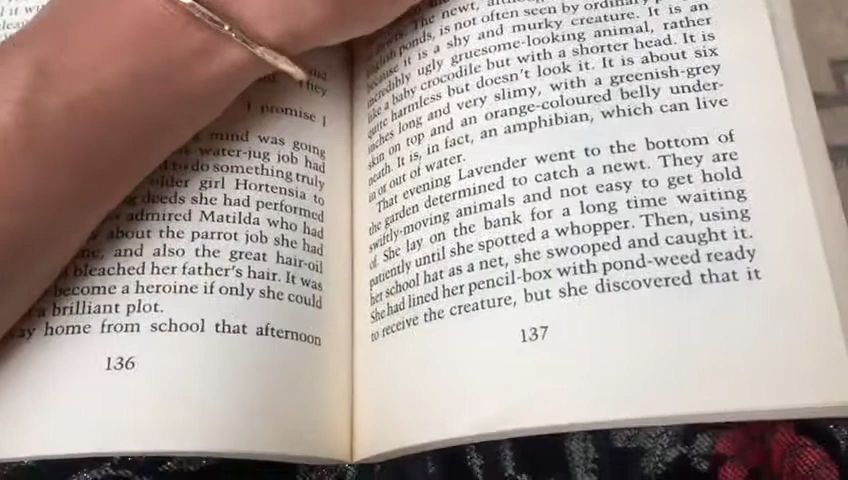 They
I promise I
mind was going
water-jug job had
to do something truly
older girl Hortensia to
deeds she had performed
admired Matilda who had
about the parrot job she had
and also the great hair-oil
bleached her father's hair. It was
become a heroine if only she could
a brilliant plot.
home from school that afternoon
136
The newt,
ponds, is not often seen by ordinary
because it is a shy and murky creature. It is an
incredibly ugly gruesome-looking animal, rather
like a baby crocodile but with a shorter head. It is
quite harmless but doesn't look it. It is about six
inches long and very slimy, with a greenish-grey
skin on top and an orange-coloured belly under-
neath. It is, in fact, an amphibian, which can live
in or out of water.
That evening Lavender went to the bottom of
the garden determined to catch a newt. They are
swiftly-moving animals and not easy to get hold
of. She lay on the bank for a long time waiting
patiently until she spotted a whopper. Then, using
her school hat as a net, she swooped and caught it.
She had lined her pencil-box with pond-weed ready
to receive the creature, but she discovered that it
137